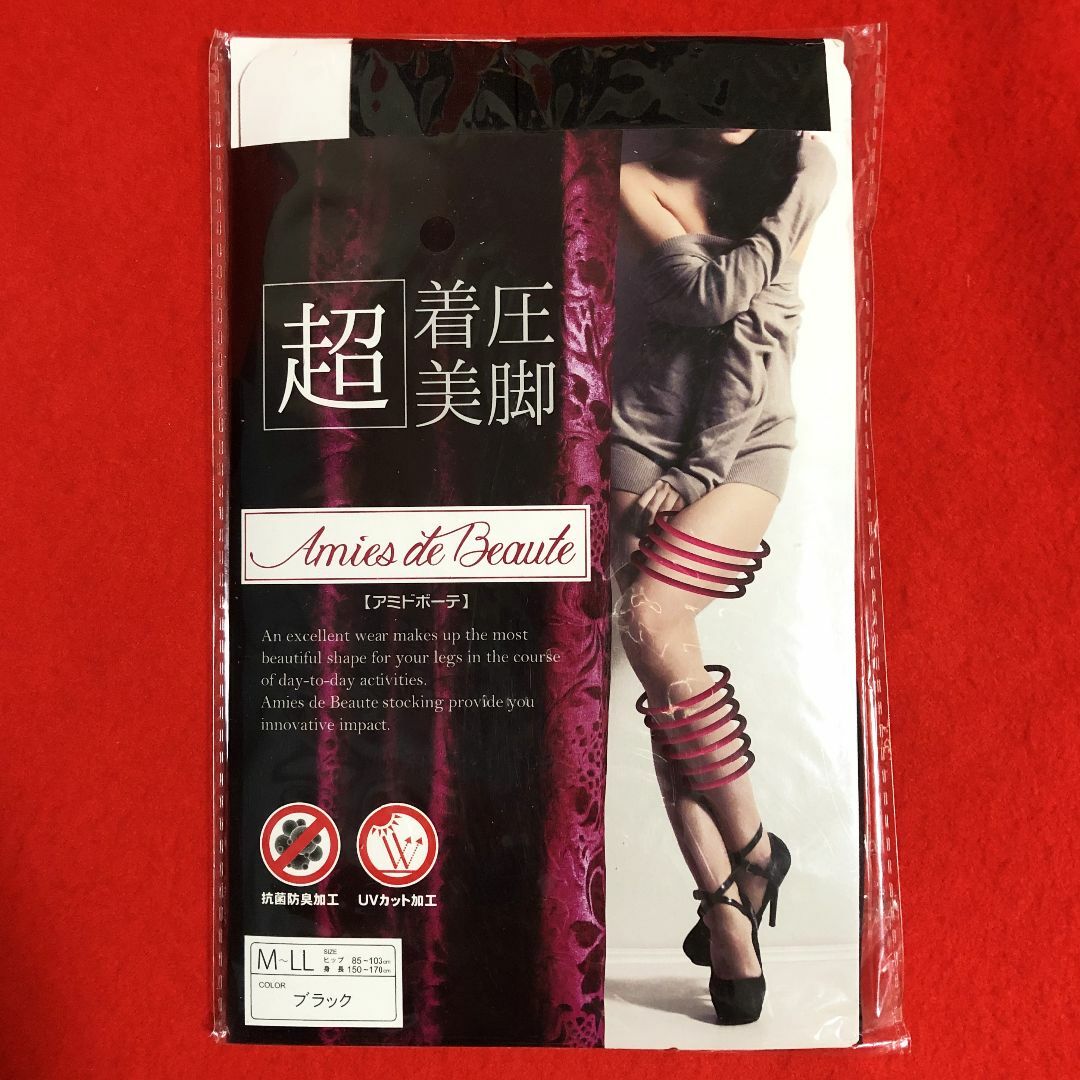 超 着圧
美脚
Amies de Beaute
【アミドボーテ】
An excellent wear makes up the most
beautiful shape for your legs in the course
of day-to-day activities.
Amies de Beaute stocking provide you
innovative impact.
抗菌防臭加工 UVカット加工
M~LL SIZE
ヒップ 85~103cm
身長 150~170cm
COLOR
ブラック